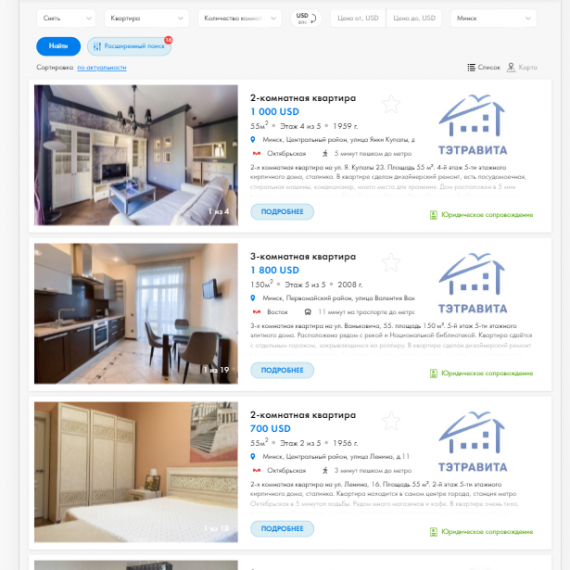 Снять
Квартира
Количество комнат
USD
BYN
Цена от, USD
Цена до, USD
Минск
Найти
Расширенный поиск
Сортировка: по актуальности
Список
Карта
1 из 4
2-комнатная квартира
1 000 USD
55м² • Этаж 4 из 5 • 1959 г.
Минск, Центральный район, улица Янки Купалы, д
Октябрьская
5 минут пешком до метро
2-х комнатная квартира на ул. Я. Купалы 23. Площадь 55 м². 4-й этаж 5-ти этажного
кирпичного дома, сталинка. В квартире сделан дизайнерский ремонт, есть посудомоечная,
стиральная машины, кондиционер, много места для хранения. Дом расположен в 5 мин
ПОДРОБНЕЕ
ТЭТРАВИТА
Юридическое сопровождение
1 из 19
3-комнатная квартира
1 800 USD
150м² • Этаж 5 из 5 • 2008 г.
Минск, Первомайский район, улица Валентия Ван
Восток
11 минут на траспорте до метро
3-х комнатная квартира на ул. Ваньковича, 55. площадь 150 м². 5-й этаж 5-ти этажного
элитного дома. Расположена рядом с рекой и Национальной библиотекой. Квартира сдаётся
с отдельным гаражом, закрывающимся на роллору. В квартире сделан дизайнерский ремонт
ПОДРОБНЕЕ
ТЭТРАВИТА
Юридическое сопровождение
1 из 18
2-комнатная квартира
700 USD
55м² • Этаж 2 из 5 • 1956 г.
Минск, Центральный район, улица Ленина, д.11
Октябрьская
3 минут пешком до метро
2-х комнатная квартира на ул. Ленина, 16. Площадь 55 м². 2-й этаж 5-ти этажного
кирпичного дома, сталинка. Квартира находится в самом центре города, станция метро
Октябрьская в 5 минутах ходьбы. Рядом много магазинов и кафе. В квартире очень тихо,
ПОДРОБНЕЕ
ТЭТРАВИТА
Юридическое сопровождение